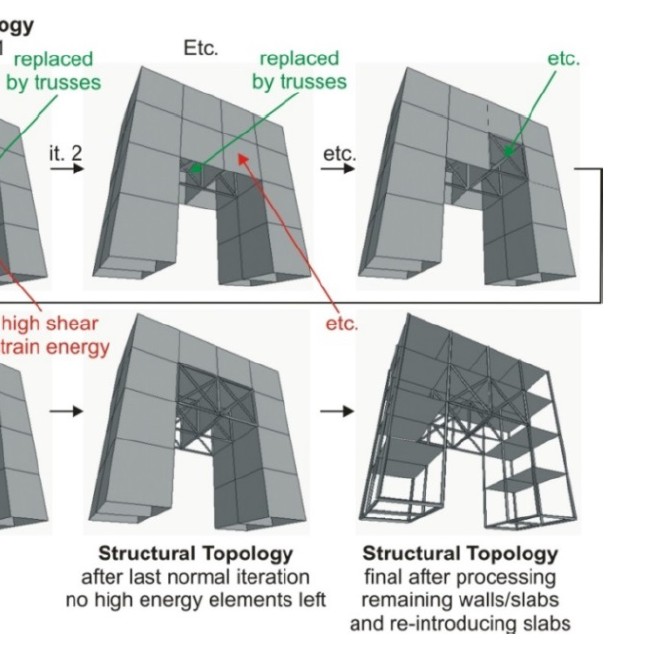 ogy
replaced
by trusses
Etc.
replaced
by trusses
etc.
it. 2
etc.
high shear
train energy
etc.
Structural Topology
after last normal iteration
no high energy elements left
Structural Topology
final after processing
remaining walls/slabs
and re-introducing slabs